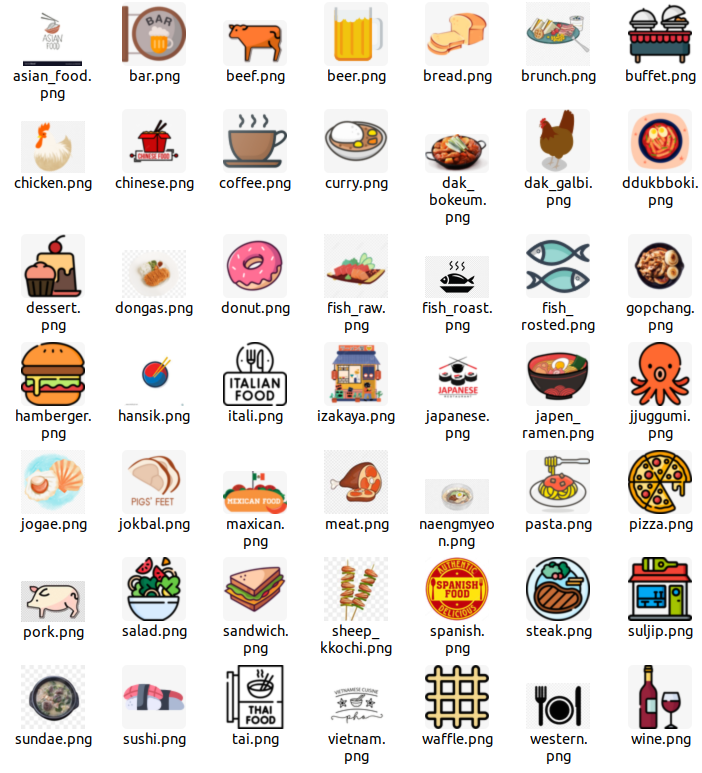 ASIAN
FOOD
asian_food.
png
BAR
bar.png
beef.png
beer.png
bread.png
brunch.png
buffet.png
chicken.png
CHINESE FOOD
chinese.png
coffee.png
curry.png
dak_
bokeum.
png
dak_galbi.
png
ddukbboki.
png
dessert.
png
dongas.png
donut.png
fish_raw.
png
fish_roast.
png
fish_
rosted.png
gopchang.
png
hamberger.
png
hansik.png
ITALIAN
FOOD
itali.png
izakaya.png
JAPANESE
RESTAURANT
japanese.
png
japen_
ramen.png
jjuggumi.
png
jogae.png
PIGS' FEET
jokbal.png
MEXICAN FOOD
maxican.
png
meat.png
naengmyeo
n.png
pasta.png
pizza.png
pork.png
salad.png
sandwich.
png
sheep_
kkochi.png
AUTHENTIC
SPANISH
FOOD
DELICIOUS
spanish.
png
steak.png
suljip.png
sundae.png
sushi.png
THAI
FOOD
tai.png
VIETNAMESE CUISINE
pho
vietnam.
png
waffle.png
western.
png
wine.png